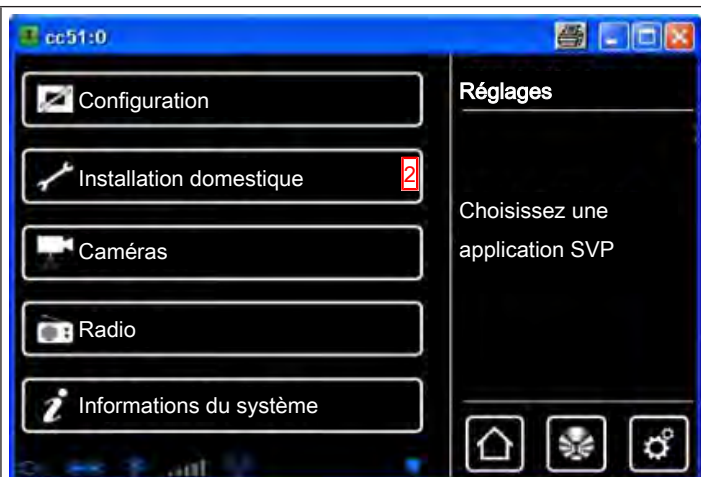 cc51:0
Configuration
Installation domestique 2
Caméras
Radio
Informations du système
Réglages
Choisissez une
application SVP